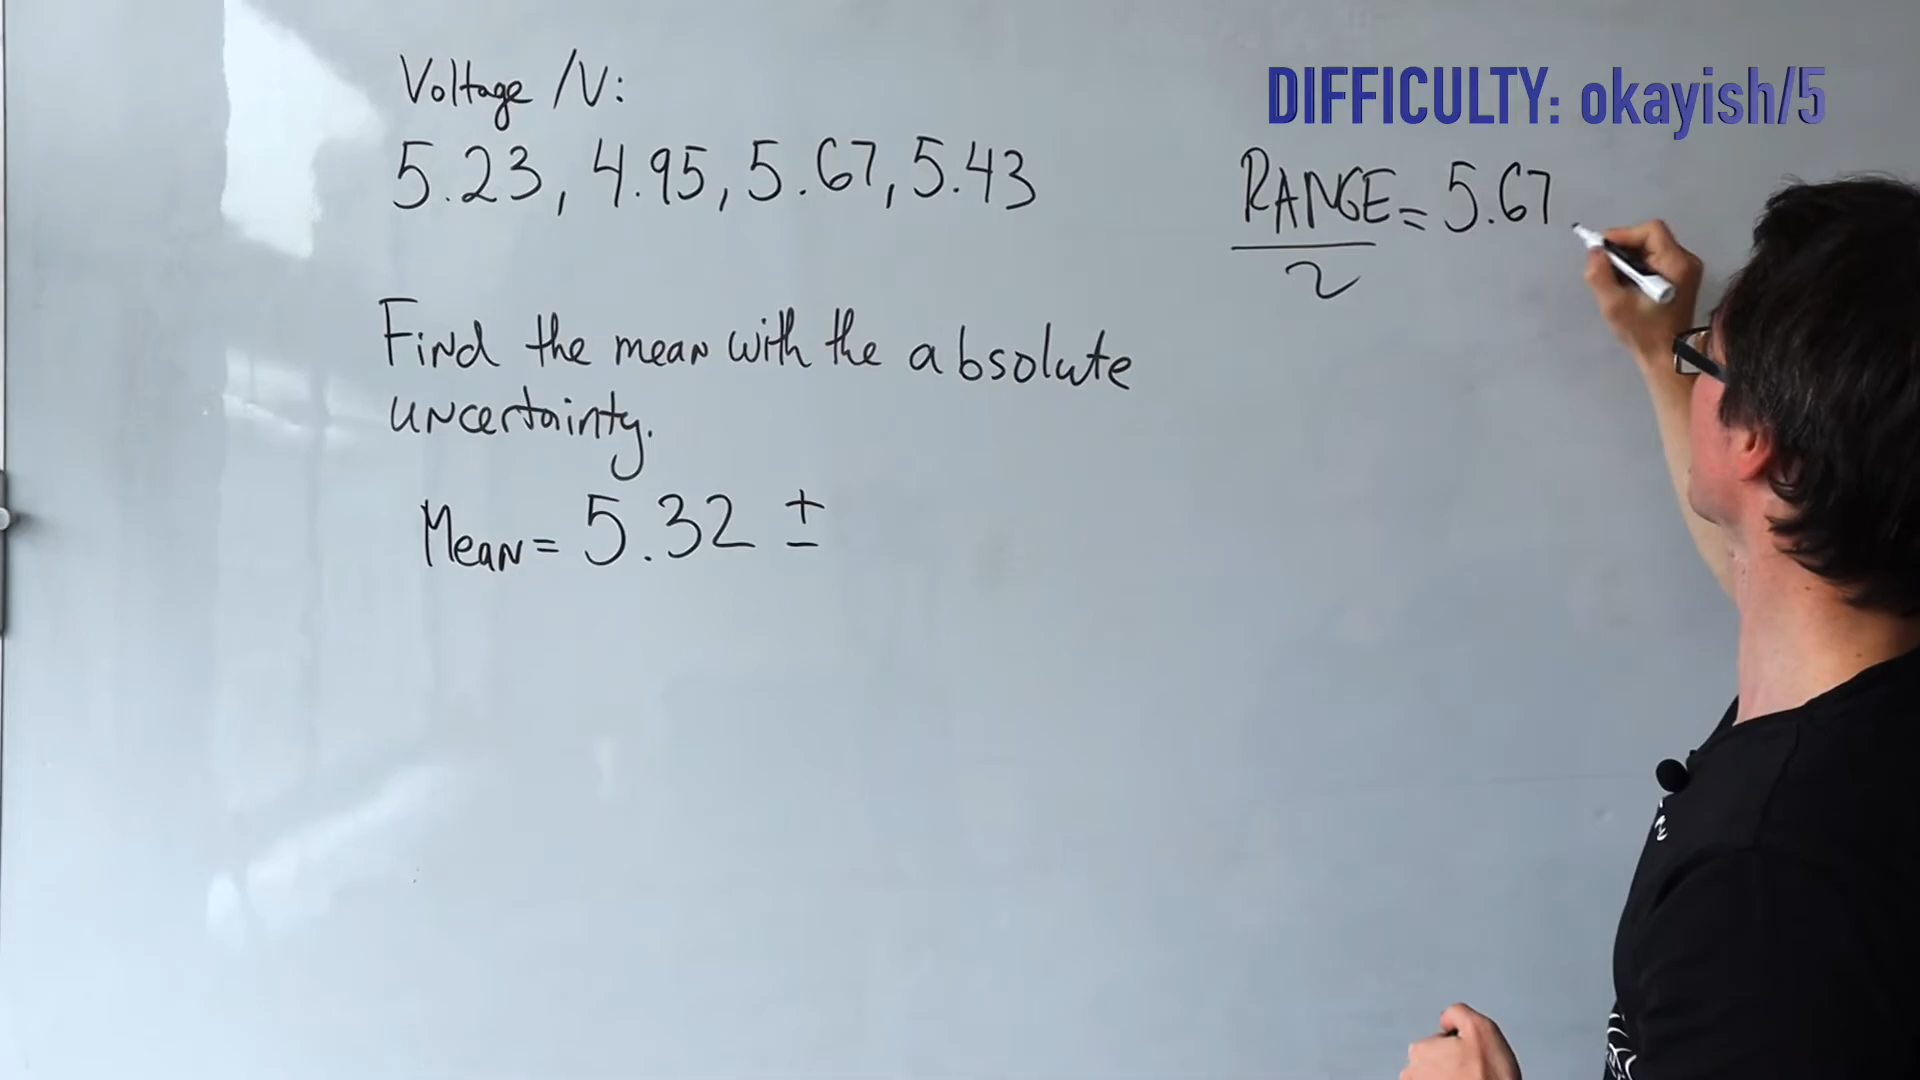 Voltage /V:
5.23, 4.95, 5.67, 5.43
Find the mean with the absolute
uncertainty.
Mean = 5.32 ±
DIFFICULTY: okayish/5
RANGE = 5.67
2